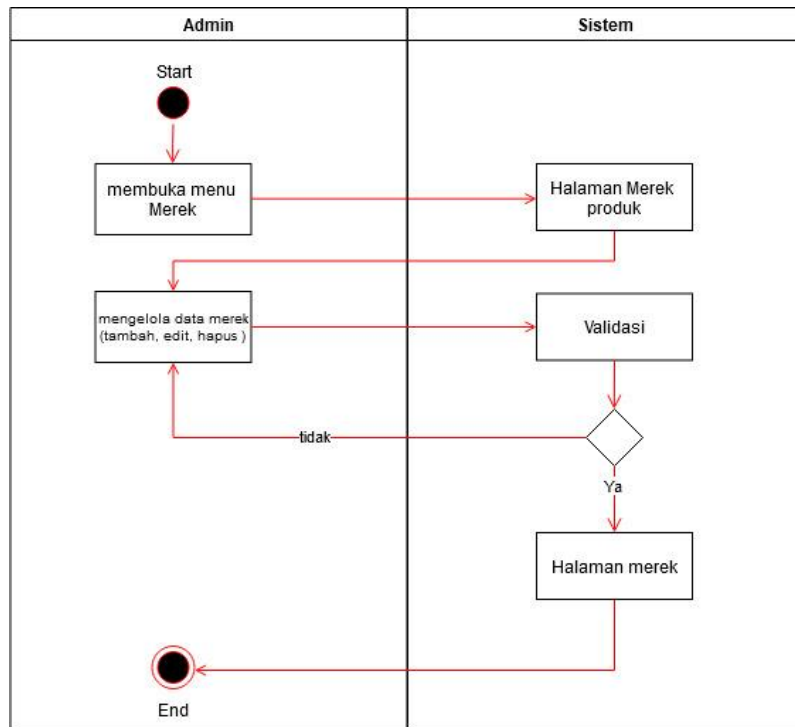 Admin
Sistem
Start
membuka menu
Merek
Halaman Merek
produk
mengelola data merek
(tambah, edit, hapus )
Validasi
tidak
Ya
Halaman merek
End